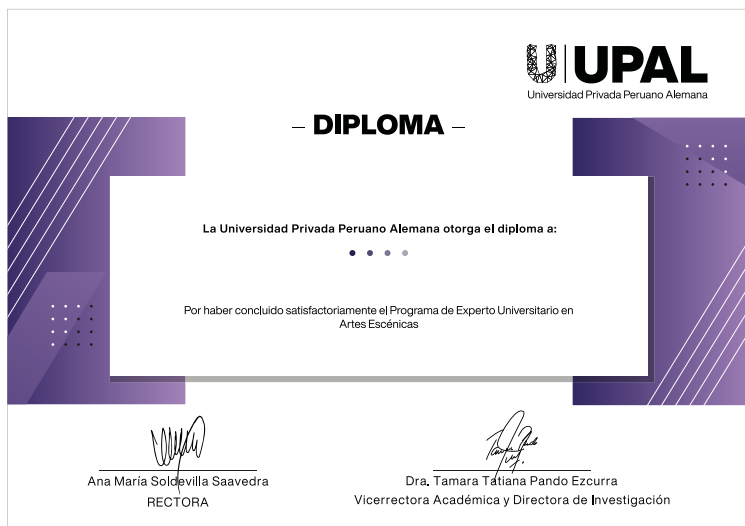 UPAL
Universidad Privada Peruano Alemana
– DIPLOMA –
La Universidad Privada Peruano Alemana otorga el diploma a:
Por haber concluido satisfactoriamente el Programa de Experto Universitario en
Artes Escénicas
Ana María Soldevilla Saavedra
RECTORA
Dra. Tamara Tatiana Pando Ezcurra
Vicerrectora Académica y Directora de Investigación